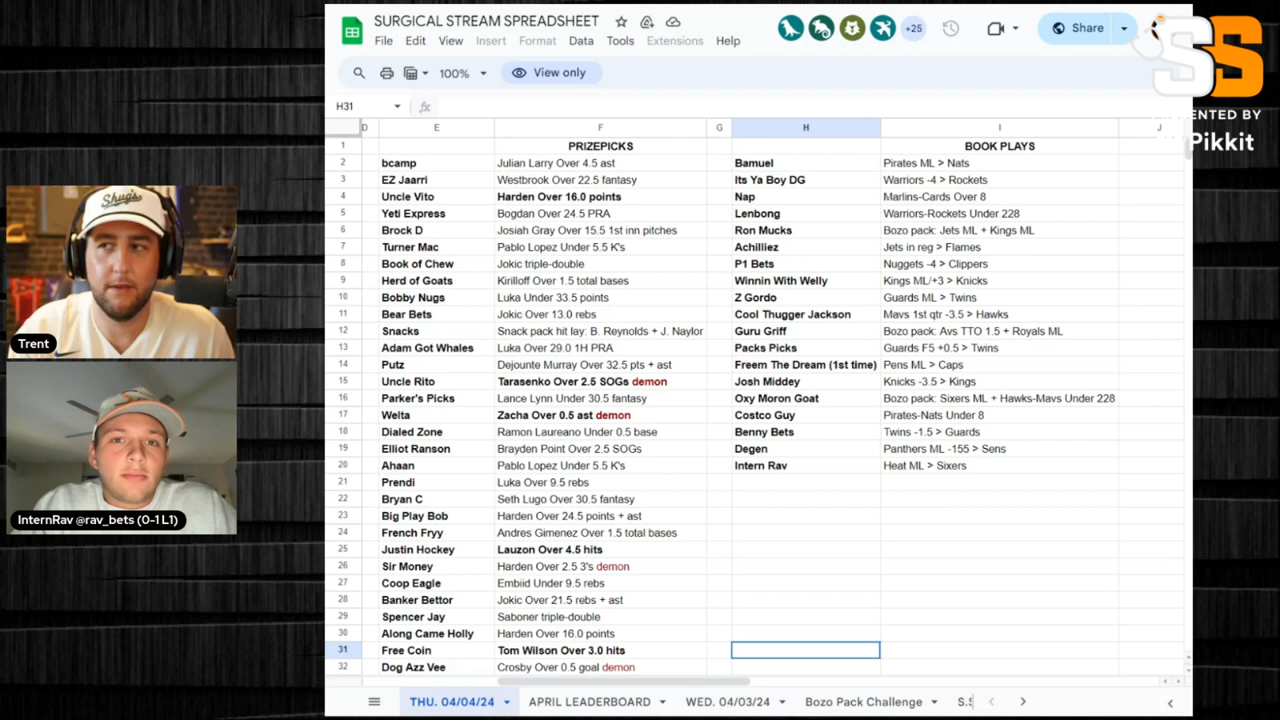 SURGICAL STREAM SPREADSHEET
+25
Share
File Edit View Insert Format Data Tools Extensions Help
100% View only
H31 fx
D E F G H I J
1 PRIZEPICKS BOOK PLAYS
2 bcamp Julian Larry Over 4.5 ast Bamuel Pirates ML > Nats
3 EZ Jaarri Westbrook Over 22.5 fantasy Its Ya Boy DG Warriors -4 > Rockets
4 Uncle Vito Harden Over 16.0 points Nap Marlins-Cards Over 8
5 Yeti Express Bogdan Over 24.5 PRA Lenbong Warriors-Rockets Under 228
6 Brock D Josiah Gray Over 15.5 1st inn pitches Ron Mucks Bozo pack: Jets ML + Kings ML
7 Turner Mac Pablo Lopez Under 5.5 K's Achilliez Jets in reg > Flames
8 Book of Chew Jokic triple-double P1 Bets Nuggets -4 > Clippers
9 Herd of Goats Kirilloff Over 1.5 total bases Winnin With Welly Kings ML/+3 > Knicks
10 Bobby Nugs Luka Under 33.5 points Z Gordo Guards ML > Twins
11 Bear Bets Jokic Over 13.0 rebs Cool Thugger Jackson Mavs 1st qtr -3.5 > Hawks
12 Snacks Snack pack hit lay: B. Reynolds + J. Naylor Guru Griff Bozo pack: Avs TTO 1.5 + Royals ML
13 Adam Got Whales Luka Over 29.0 1H PRA Packs Picks Guards F5 +0.5 > Twins
14 Putz Dejounte Murray Over 32.5 pts + ast Freem The Dream (1st time) Pens ML > Caps
15 Uncle Rito Tarasenko Over 2.5 SOGs demon Josh Middey Knicks -3.5 > Kings
16 Parker's Picks Lance Lynn Under 30.5 fantasy Oxy Moron Goat Bozo pack: Sixers ML + Hawks-Mavs Under 228
17 Welta Zacha Over 0.5 ast demon Costco Guy Pirates-Nats Under 8
18 Dialed Zone Ramon Laureano Under 0.5 base Benny Bets Twins -1.5 > Guards
19 Elliot Ranson Brayden Point Over 2.5 SOGs Degen Panthers ML -155 > Sens
20 Ahaan Pablo Lopez Under 5.5 K's Intern Rav Heat ML > Sixers
21 Prendi Luka Over 9.5 rebs
22 Bryan C Seth Lugo Over 30.5 fantasy
23 Big Play Bob Harden Over 24.5 points + ast
24 French Fryy Andres Gimenez Over 1.5 total bases
25 Justin Hockey Lauzon Over 4.5 hits
26 Sir Money Harden Over 2.5 3's demon
27 Coop Eagle Embiid Under 9.5 rebs
28 Banker Bettor Jokic Over 21.5 rebs + ast
29 Spencer Jay Saboner triple-double
30 Along Came Holly Harden Over 16.0 points
31 Free Coin Tom Wilson Over 3.0 hits
32 Dog Azz Vee Crosby Over 0.5 goal demon
THU. 04/04/24 APRIL LEADERBOARD WED. 04/03/24 Bozo Pack Challenge S.S
Shug's
Trent
InternRav @rav_bets (0-1 L1)
SS
PRESENTED BY
Pikkit